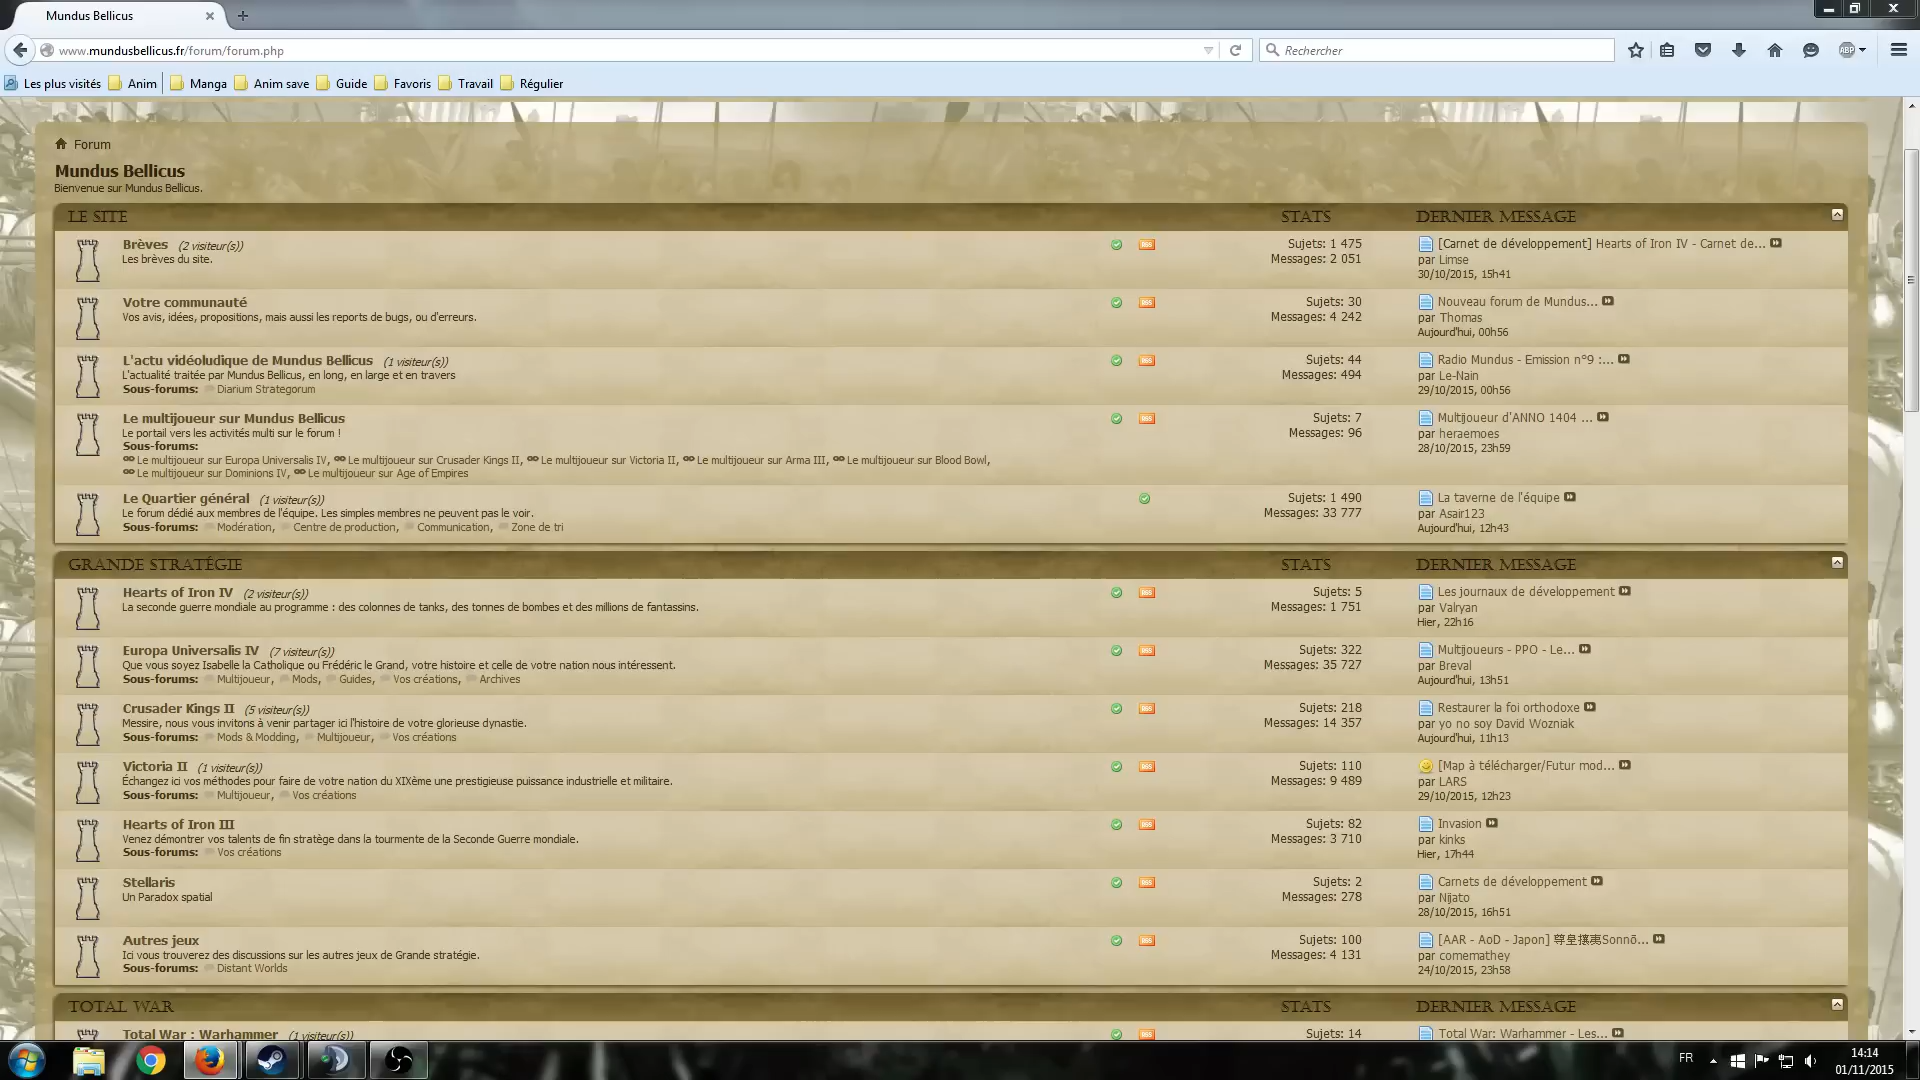 Mundus Bellicus
www.mundusbellicus.fr/forum/forum.php
Rechercher
ABP
Les plus visités Anim Manga Anim save Guide Favoris Travail Régulier
Forum
Mundus Bellicus
Bienvenue sur Mundus Bellicus.
LE SITE STATS DERNIER MESSAGE
Brèves (2 visiteur(s))
Les brèves du site.
RSS
Sujets: 1 475
Messages: 2 051
[Carnet de développement] Hearts of Iron IV - Carnet de...
par Limse
30/10/2015, 15h41
Votre communauté
Vos avis, idées, propositions, mais aussi les reports de bugs, ou d'erreurs.
RSS
Sujets: 30
Messages: 4 242
Nouveau forum de Mundus...
par Thomas
Aujourd'hui, 00h56
L'actu vidéoludique de Mundus Bellicus (1 visiteur(s))
L'actualité traitée par Mundus Bellicus, en long, en large et en travers
Sous-forums: Diarium Strategorum
RSS
Sujets: 44
Messages: 494
Radio Mundus - Emission n°9 :...
par Le-Nain
29/10/2015, 00h56
Le multijoueur sur Mundus Bellicus
Le portail vers les activités multi sur le forum !
Sous-forums:
Le multijoueur sur Europa Universalis IV, Le multijoueur sur Crusader Kings II, Le multijoueur sur Victoria II, Le multijoueur sur Arma III, Le multijoueur sur Blood Bowl,
Le multijoueur sur Dominions IV, Le multijoueur sur Age of Empires
RSS
Sujets: 7
Messages: 96
Multijoueur d'ANNO 1404 ...
par heraemoes
28/10/2015, 23h59
Le Quartier général (1 visiteur(s))
Le forum dédié aux membres de l'équipe. Les simples membres ne peuvent pas le voir.
Sous-forums: Modération, Centre de production, Communication, Zone de tri
Sujets: 1 490
Messages: 33 777
La taverne de l'équipe
par Asair123
Aujourd'hui, 12h43
GRANDE STRATÉGIE STATS DERNIER MESSAGE
Hearts of Iron IV (2 visiteur(s))
La seconde guerre mondiale au programme : des colonnes de tanks, des tonnes de bombes et des millions de fantassins.
RSS
Sujets: 5
Messages: 1 751
Les journaux de développement
par Valryan
Hier, 22h16
Europa Universalis IV (7 visiteur(s))
Que vous soyez Isabelle la Catholique ou Frédéric le Grand, votre histoire et celle de votre nation nous intéressent.
Sous-forums: Multijoueur, Mods, Guides, Vos créations, Archives
RSS
Sujets: 322
Messages: 35 727
Multijoueurs - PPO - Le...
par Breval
Aujourd'hui, 13h51
Crusader Kings II (5 visiteur(s))
Messire, nous vous invitons à venir partager ici l'histoire de votre glorieuse dynastie.
Sous-forums: Mods & Modding, Multijoueur, Vos créations
RSS
Sujets: 218
Messages: 14 357
Restaurer la foi orthodoxe
par yo no soy David Wozniak
Aujourd'hui, 11h13
Victoria II (1 visiteur(s))
Échangez ici vos méthodes pour faire de votre nation du XIXème une prestigieuse puissance industrielle et militaire.
Sous-forums: Multijoueur, Vos créations
RSS
Sujets: 110
Messages: 9 489
[Map à télécharger/Futur mod...
par LARS
29/10/2015, 12h23
Hearts of Iron III
Venez démontrer vos talents de fin stratège dans la tourmente de la Seconde Guerre mondiale.
Sous-forums: Vos créations
RSS
Sujets: 82
Messages: 3 710
Invasion
par kinks
Hier, 17h44
Stellaris
Un Paradox spatial
RSS
Sujets: 2
Messages: 278
Carnets de développement
par Nijato
28/10/2015, 16h51
Autres jeux
Ici vous trouverez des discussions sur les autres jeux de Grande stratégie.
Sous-forums: Distant Worlds
RSS
Sujets: 100
Messages: 4 131
[AAR - AoD - Japon] 尊皇攘夷Sonnō...
par comemathey
24/10/2015, 23h58
TOTAL WAR STATS DERNIER MESSAGE
Total War : Warhammer (1 visiteur(s))
RSS
Sujets: 14
Total War: Warhammer - Les...
FR
14:14
01/11/2015